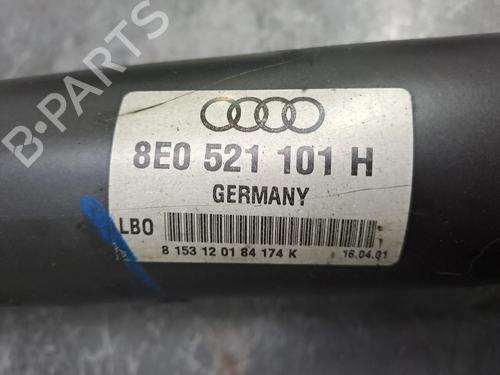 B-PARTS
8E0 521 101 H
GERMANY
LBO
8 153 12 01 84 174 K 16.04.01